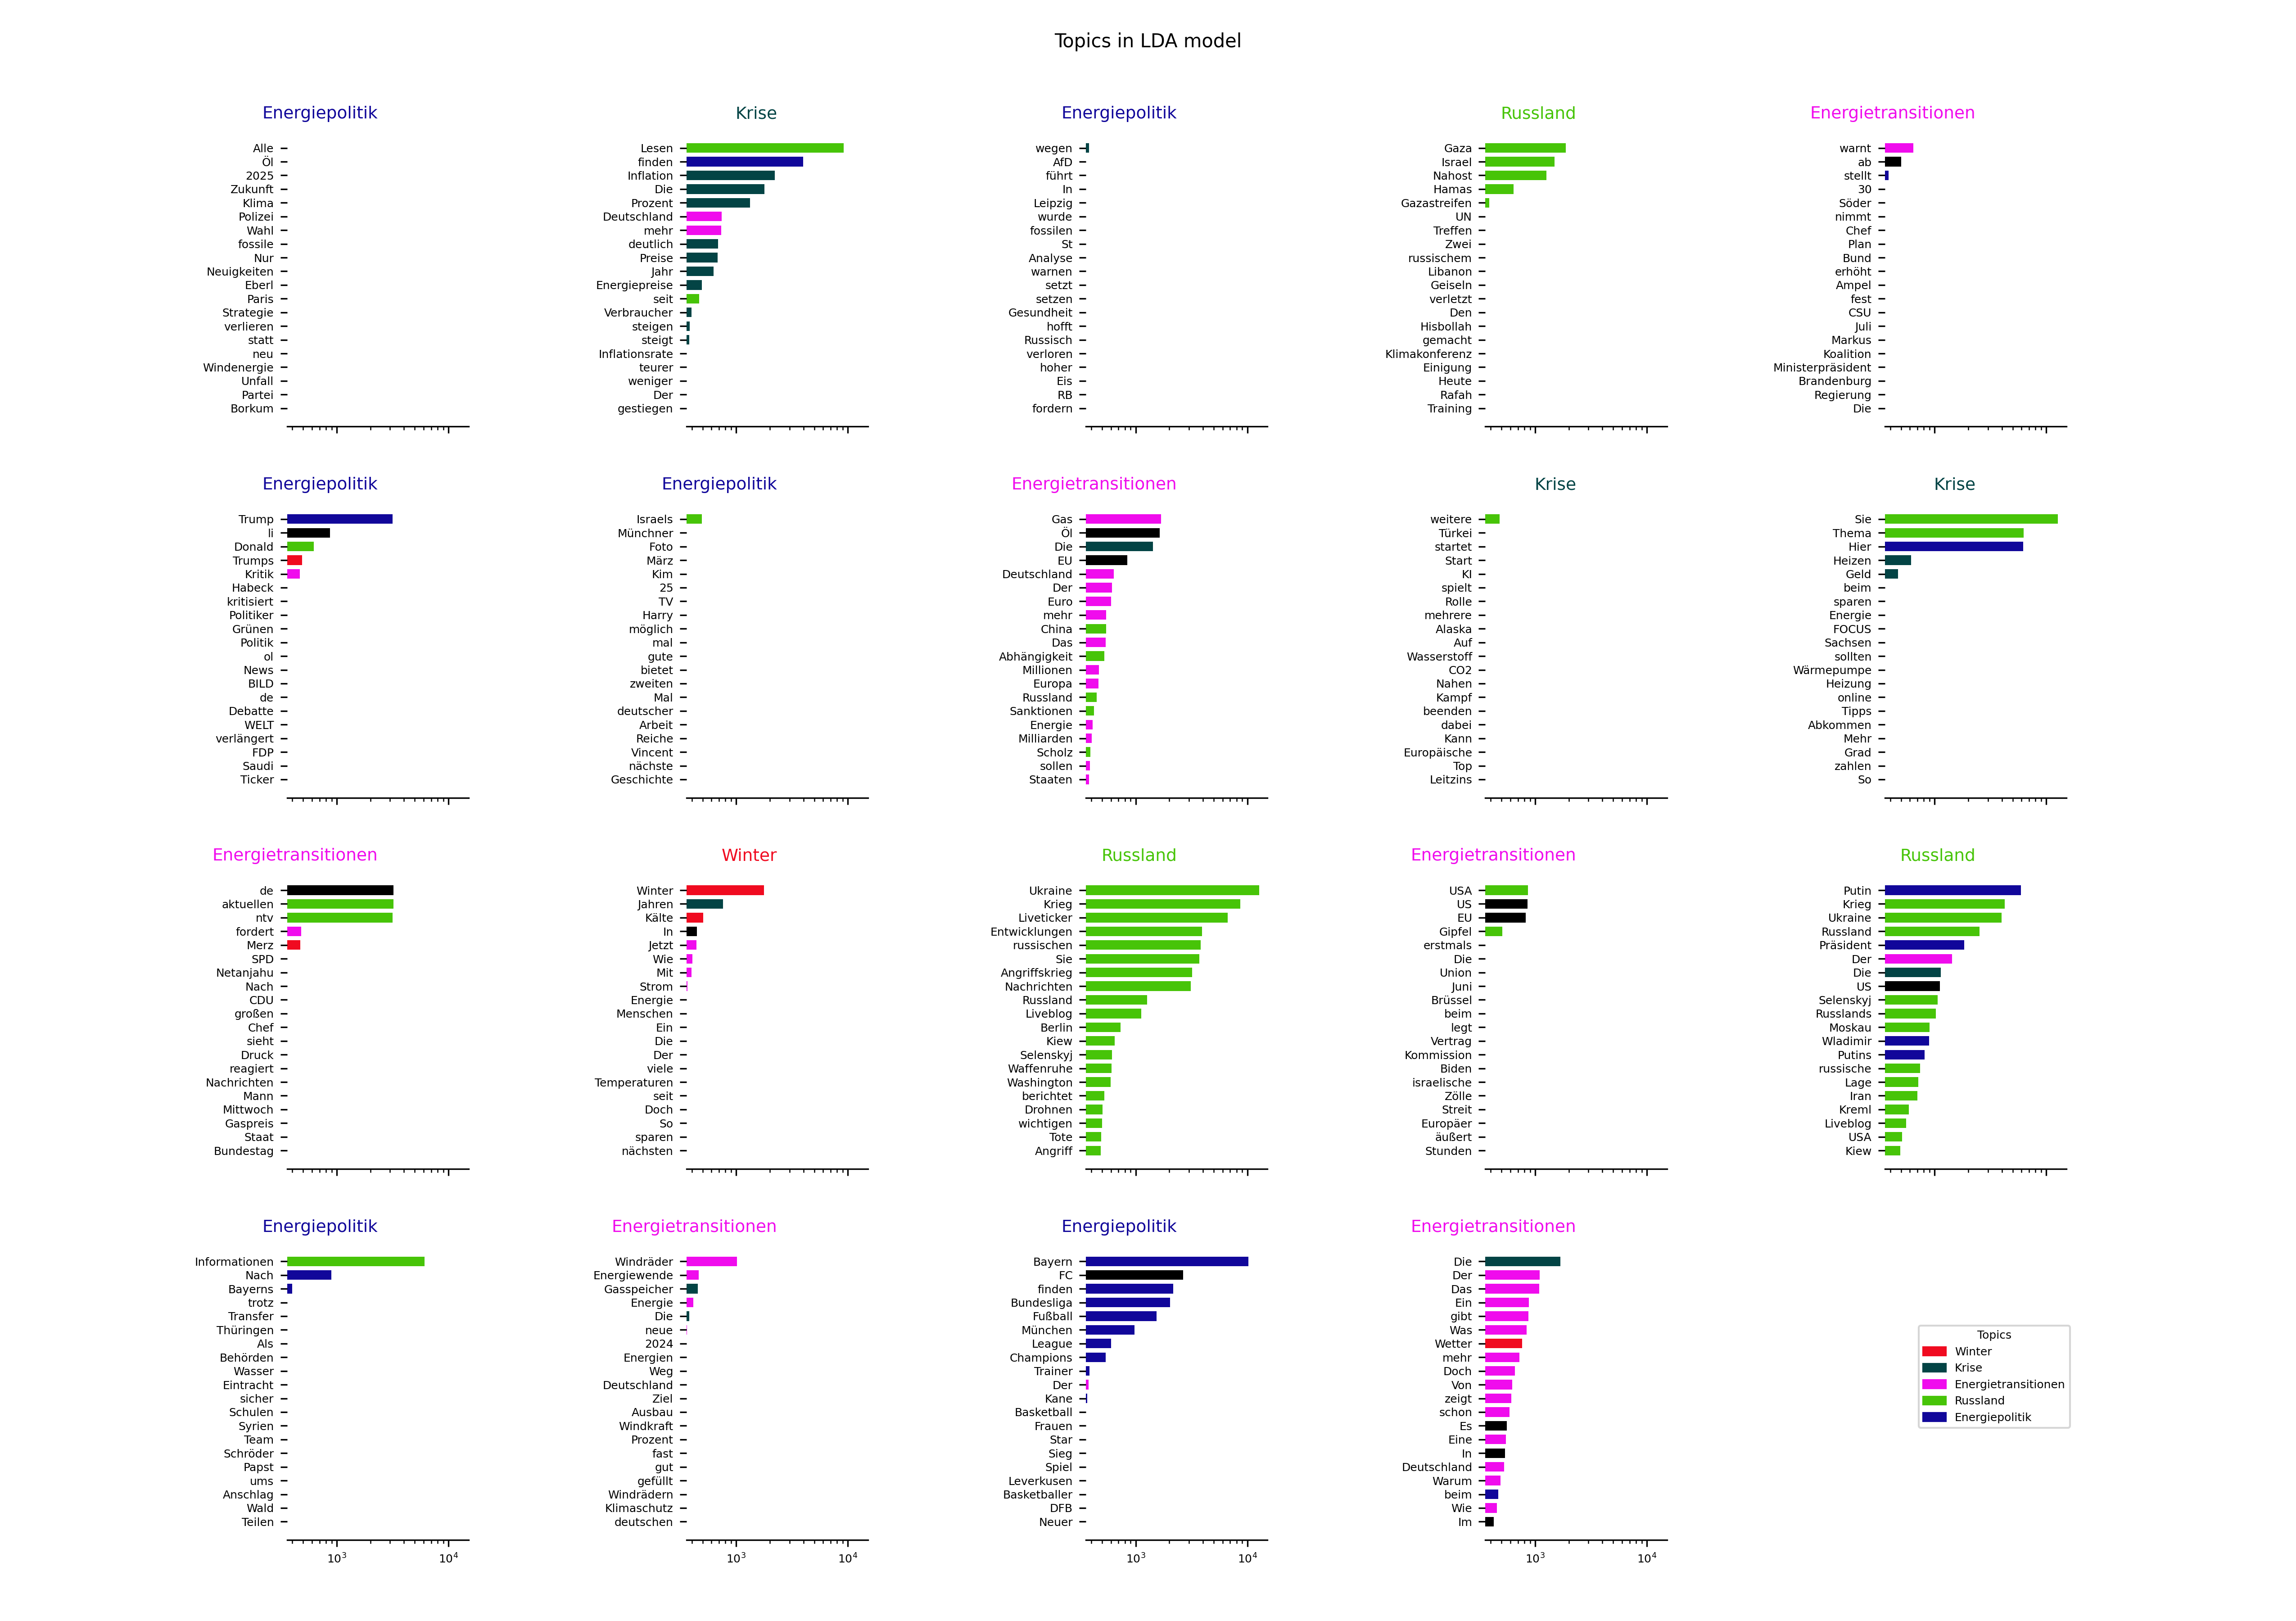 Topics in LDA model
Energiepolitik
Alle
Öl
2025
Zukunft
Klima
Polizei
Wahl
fossile
Nur
Neuigkeiten
Eberl
Paris
Strategie
verlieren
statt
neu
Windenergie
Unfall
Partei
Borkum
Krise
Lesen
finden
Inflation
Die
Prozent
Deutschland
mehr
deutlich
Preise
Jahr
Energiepreise
seit
Verbraucher
steigen
steigt
Inflationsrate
teurer
weniger
Der
gestiegen
Energiepolitik
wegen
AfD
führt
In
Leipzig
wurde
fossilen
St
Analyse
warnen
setzt
setzen
Gesundheit
hofft
Russisch
verloren
hoher
Eis
RB
fordern
Russland
Gaza
Israel
Nahost
Hamas
Gazastreifen
UN
Treffen
Zwei
russischem
Libanon
Geiseln
verletzt
Den
Hisbollah
gemacht
Klimakonferenz
Einigung
Heute
Rafah
Training
Energietransitionen
warnt
ab
stellt
30
Söder
nimmt
Chef
Plan
Bund
erhöht
Ampel
fest
CSU
Juli
Markus
Koalition
Ministerpräsident
Brandenburg
Regierung
Die
Energiepolitik
Trump
li
Donald
Trumps
Kritik
Habeck
kritisiert
Politiker
Grünen
Politik
ol
News
BILD
de
Debatte
WELT
verlängert
FDP
Saudi
Ticker
Energiepolitik
Israels
Münchner
Foto
März
Kim
25
TV
Harry
möglich
mal
gute
bietet
zweiten
Mal
deutscher
Arbeit
Reiche
Vincent
nächste
Geschichte
Energietransitionen
Gas
Öl
Die
EU
Deutschland
Der
Euro
mehr
China
Das
Abhängigkeit
Millionen
Europa
Russland
Sanktionen
Energie
Milliarden
Scholz
sollen
Staaten
Krise
weitere
Türkei
startet
Start
KI
spielt
Rolle
mehrere
Alaska
Auf
Wasserstoff
CO2
Nahen
Kampf
beenden
dabei
Kann
Europäische
Top
Leitzins
Krise
Sie
Thema
Hier
Heizen
Geld
beim
sparen
Energie
FOCUS
Sachsen
sollten
Wärmepumpe
Heizung
online
Tipps
Abkommen
Mehr
Grad
zahlen
So
Energietransitionen
de
aktuellen
ntv
fordert
Merz
SPD
Netanjahu
Nach
CDU
großen
Chef
sieht
Druck
reagiert
Nachrichten
Mann
Mittwoch
Gaspreis
Staat
Bundestag
Winter
Winter
Jahren
Kälte
In
Jetzt
Wie
Mit
Strom
Energie
Menschen
Ein
Die
Der
viele
Temperaturen
seit
Doch
So
sparen
nächsten
Russland
Ukraine
Krieg
Liveticker
Entwicklungen
russischen
Sie
Angriffskrieg
Nachrichten
Russland
Liveblog
Berlin
Kiew
Selenskyj
Waffenruhe
Washington
berichtet
Drohnen
wichtigen
Tote
Angriff
Energietransitionen
USA
US
EU
Gipfel
erstmals
Die
Union
Juni
Brüssel
beim
legt
Vertrag
Kommission
Biden
israelische
Zölle
Streit
Europäer
äußert
Stunden
Russland
Putin
Krieg
Ukraine
Russland
Präsident
Der
Die
US
Selenskyj
Russlands
Moskau
Wladimir
Putins
russische
Lage
Iran
Kreml
Liveblog
USA
Kiew
Energiepolitik
Informationen
Nach
Bayerns
trotz
Transfer
Thüringen
Als
Behörden
Wasser
Eintracht
sicher
Schulen
Syrien
Team
Schröder
Papst
ums
Anschlag
Wald
Teilen
10³ 10⁴
Energietransitionen
Windräder
Energiewende
Gasspeicher
Energie
Die
neue
2024
Energien
Weg
Deutschland
Ziel
Ausbau
Windkraft
Prozent
fast
gut
gefüllt
Windrädern
Klimaschutz
deutschen
10³ 10⁴
Energiepolitik
Bayern
FC
finden
Bundesliga
Fußball
München
League
Champions
Trainer
Der
Kane
Basketball
Frauen
Star
Sieg
Spiel
Leverkusen
Basketballer
DFB
Neuer
10³ 10⁴
Energietransitionen
Die
Der
Das
Ein
gibt
Was
Wetter
mehr
Doch
Von
zeigt
schon
Es
Eine
In
Deutschland
Warum
beim
Wie
Im
10³ 10⁴
Topics
Winter
Krise
Energietransitionen
Russland
Energiepolitik